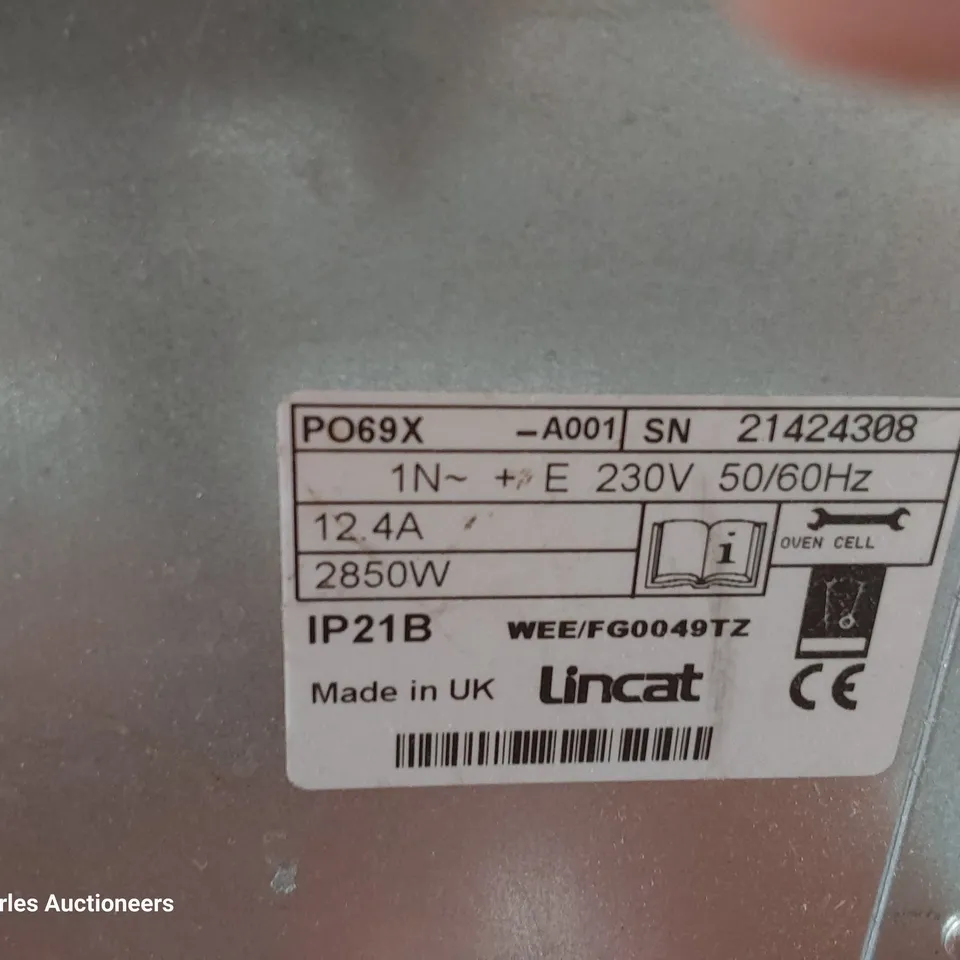 PO69X -A001 SN 21424308
1N~ + E 230V 50/60Hz
12.4A
i
OVEN CELL
2850W
IP21B WEE/FG0049TZ
Made in UK Lincat CE
rles Auctioneers